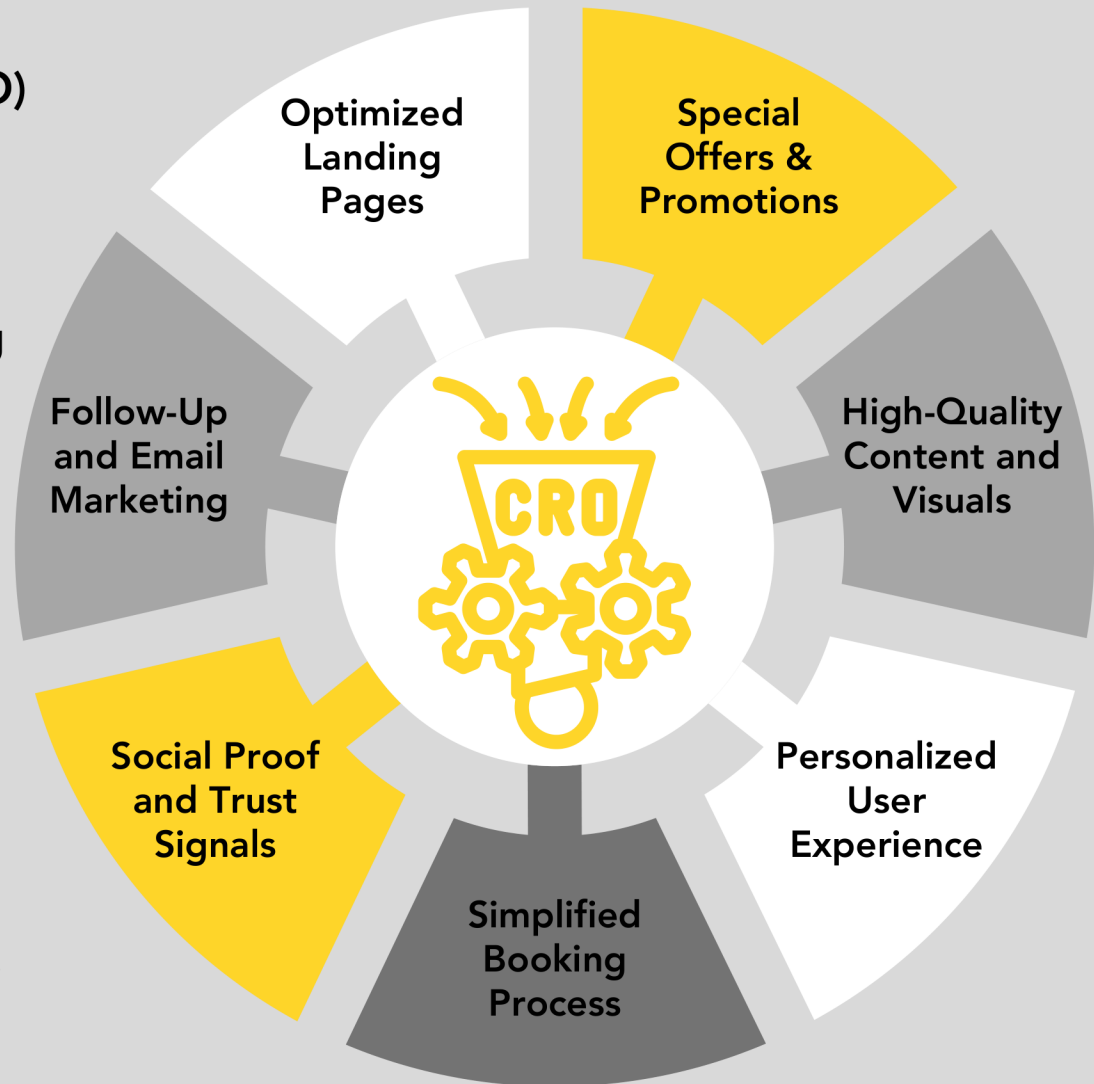 O)
g
Optimized
Landing
Pages
Special
Offers &
Promotions
High-Quality
Content and
Visuals
Personalized
User
Experience
Simplified
Booking
Process
Social Proof
and Trust
Signals
Follow-Up
and Email
Marketing
CRO